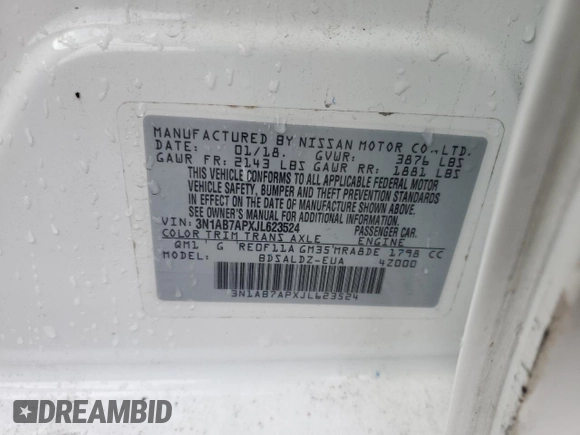 MANUFACTURED BY NISSAN MOTOR CO.,LTD.
DATE: 01/18. GVWR: 3876 LBS
GAWR FR: 2143 LBS GAWR RR: 1881 LBS
THIS VEHICLE CONFORMS TO ALL APPLICABLE FEDERAL MOTOR
VEHICLE SAFETY, BUMPER AND THEFT PREVENTION STANDARDS
IN EFFECT ON THE DATE OF MANUFACTURE SHOWN ABOVE.
SEE OWNER'S MANUAL FOR ADDITIONAL INFORMATION
VIN: 3N1AB7APXJL623524 PASSENGER CAR.
COLOR TRIM TRANS AXLE ENGINE
QM1 G RE0F11A GM35 MRA8DE 1798 CC
MODEL: BDSALDZ-EUA 4Z000
3N1AB7APXJL623524
DREAMBID